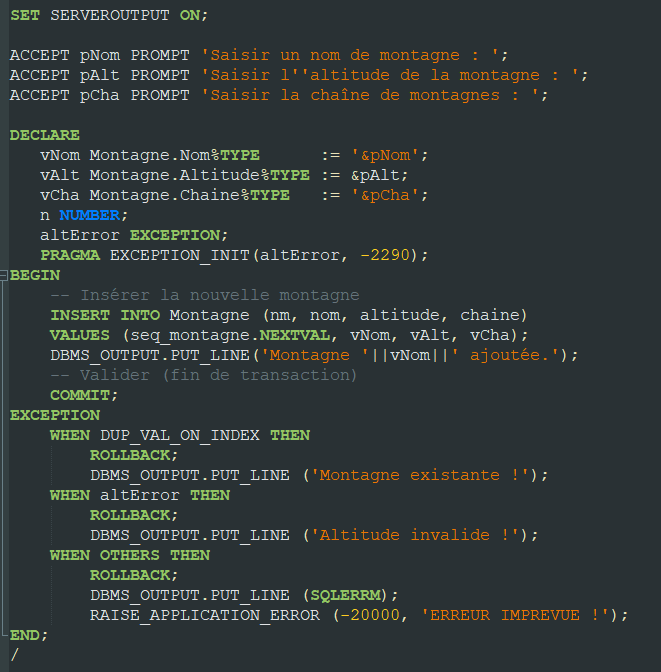 SET SERVEROUTPUT ON;
ACCEPT pNom PROMPT 'Saisir un nom de montagne : ';
ACCEPT pAlt PROMPT 'Saisir l''altitude de la montagne : ';
ACCEPT pCha PROMPT 'Saisir la chaîne de montagnes : ';
DECLARE
vNom Montagne.Nom%TYPE := '&pNom';
vAlt Montagne.Altitude%TYPE := &pAlt;
vCha Montagne.Chaine%TYPE := '&pCha';
n NUMBER;
altError EXCEPTION;
PRAGMA EXCEPTION_INIT(altError, -2290);
BEGIN
-- Insérer la nouvelle montagne
INSERT INTO Montagne (nm, nom, altitude, chaine)
VALUES (seq_montagne.NEXTVAL, vNom, vAlt, vCha);
DBMS_OUTPUT.PUT_LINE('Montagne '||vNom||' ajoutée.');
-- Valider (fin de transaction)
COMMIT;
EXCEPTION
WHEN DUP_VAL_ON_INDEX THEN
ROLLBACK;
DBMS_OUTPUT.PUT_LINE ('Montagne existante !');
WHEN altError THEN
ROLLBACK;
DBMS_OUTPUT.PUT_LINE ('Altitude invalide !');
WHEN OTHERS THEN
ROLLBACK;
DBMS_OUTPUT.PUT_LINE (SQLERRM);
RAISE_APPLICATION_ERROR (-20000, 'ERREUR IMPREVUE !');
END;
/